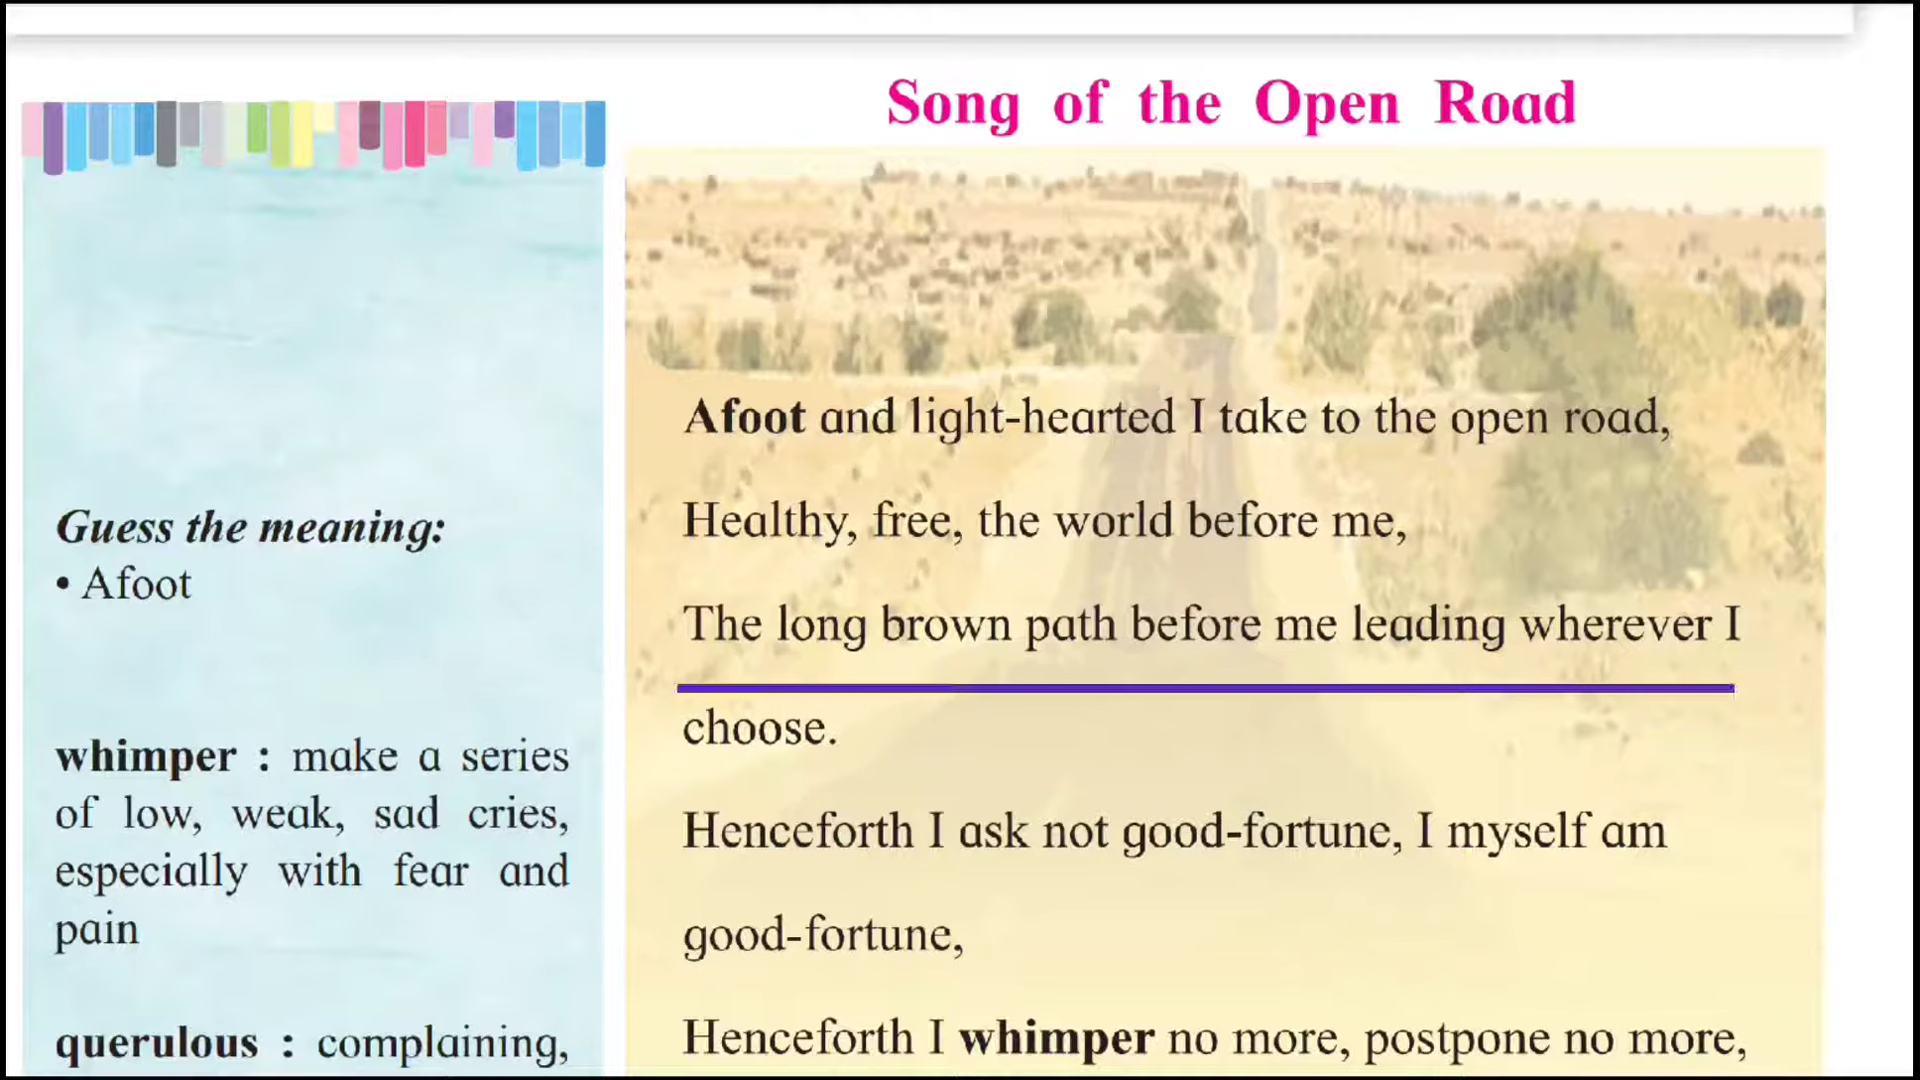 Song of the Open Road
Guess the meaning:
• Afoot
whimper : make a series
of low, weak, sad cries,
especially with fear and
pain
querulous : complaining,
Afoot and light-hearted I take to the open road,
Healthy, free, the world before me,
The long brown path before me leading wherever I
choose.
Henceforth I ask not good-fortune, I myself am
good-fortune,
Henceforth I whimper no more, postpone no more,